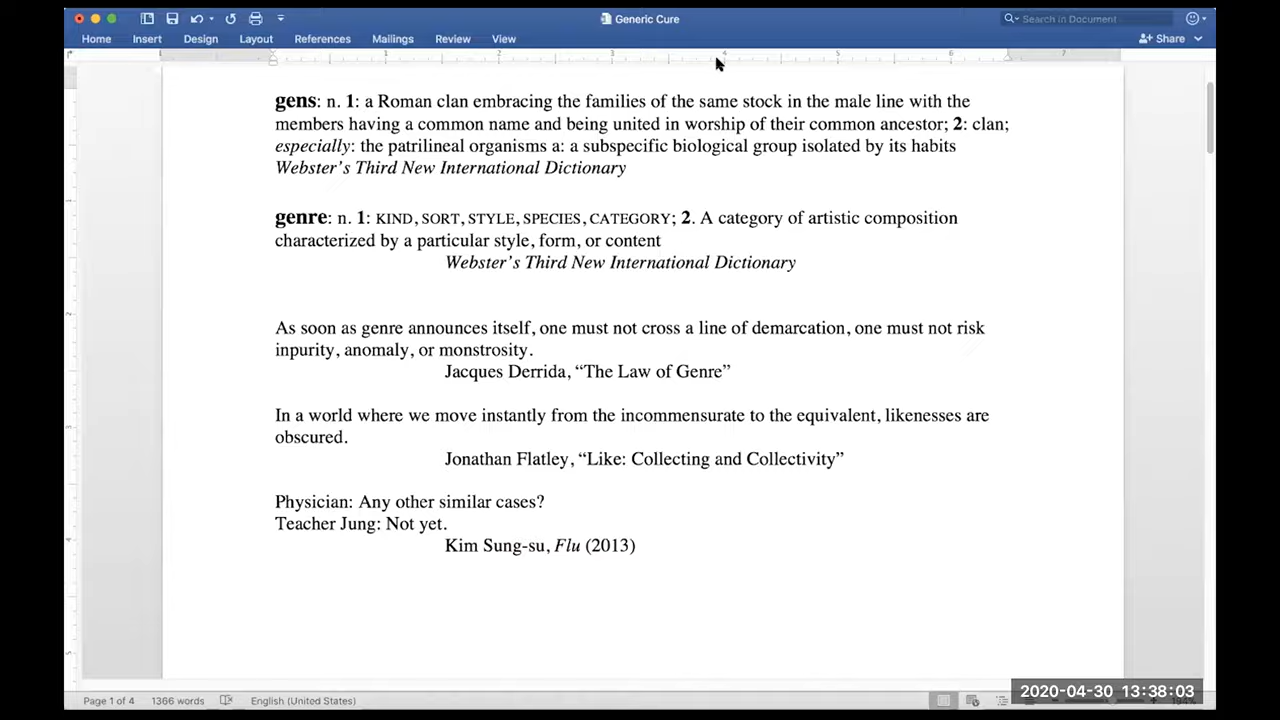 Generic Cure
Search in Document
Home Insert Design Layout References Mailings Review View
Share
1 2 3 4 5 6 7
gens: n. 1: a Roman clan embracing the families of the same stock in the male line with the
members having a common name and being united in worship of their common ancestor; 2: clan;
especially: the patrilineal organisms a: a subspecific biological group isolated by its habits
Webster’s Third New International Dictionary
genre: n. 1: KIND, SORT, STYLE, SPECIES, CATEGORY; 2. A category of artistic composition
characterized by a particular style, form, or content
Webster’s Third New International Dictionary
As soon as genre announces itself, one must not cross a line of demarcation, one must not risk
inpurity, anomaly, or monstrosity.
Jacques Derrida, “The Law of Genre”
In a world where we move instantly from the incommensurate to the equivalent, likenesses are
obscured.
Jonathan Flatley, “Like: Collecting and Collectivity”
Physician: Any other similar cases?
Teacher Jung: Not yet.
Kim Sung-su, Flu (2013)
Page 1 of 4 1366 words English (United States)
2020-04-30 13:38:03